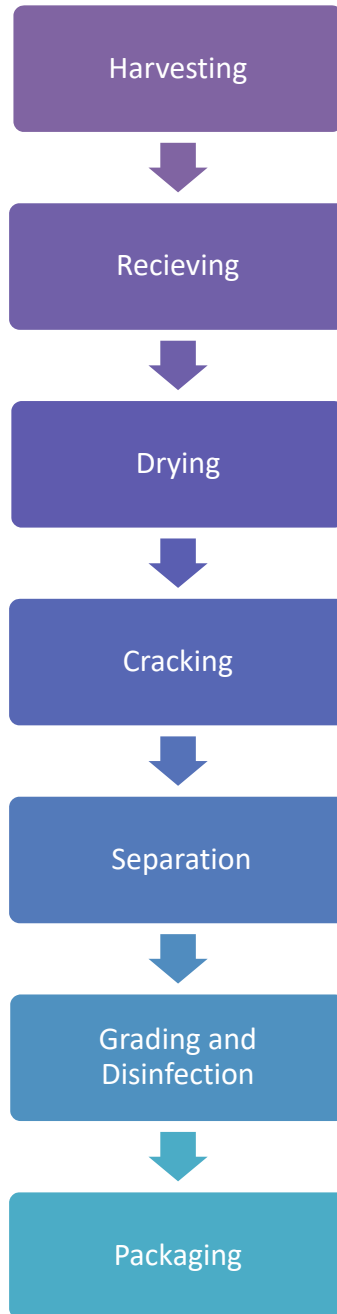 Harvesting
Recieving
Drying
Cracking
Separation
Grading and
Disinfection
Packaging